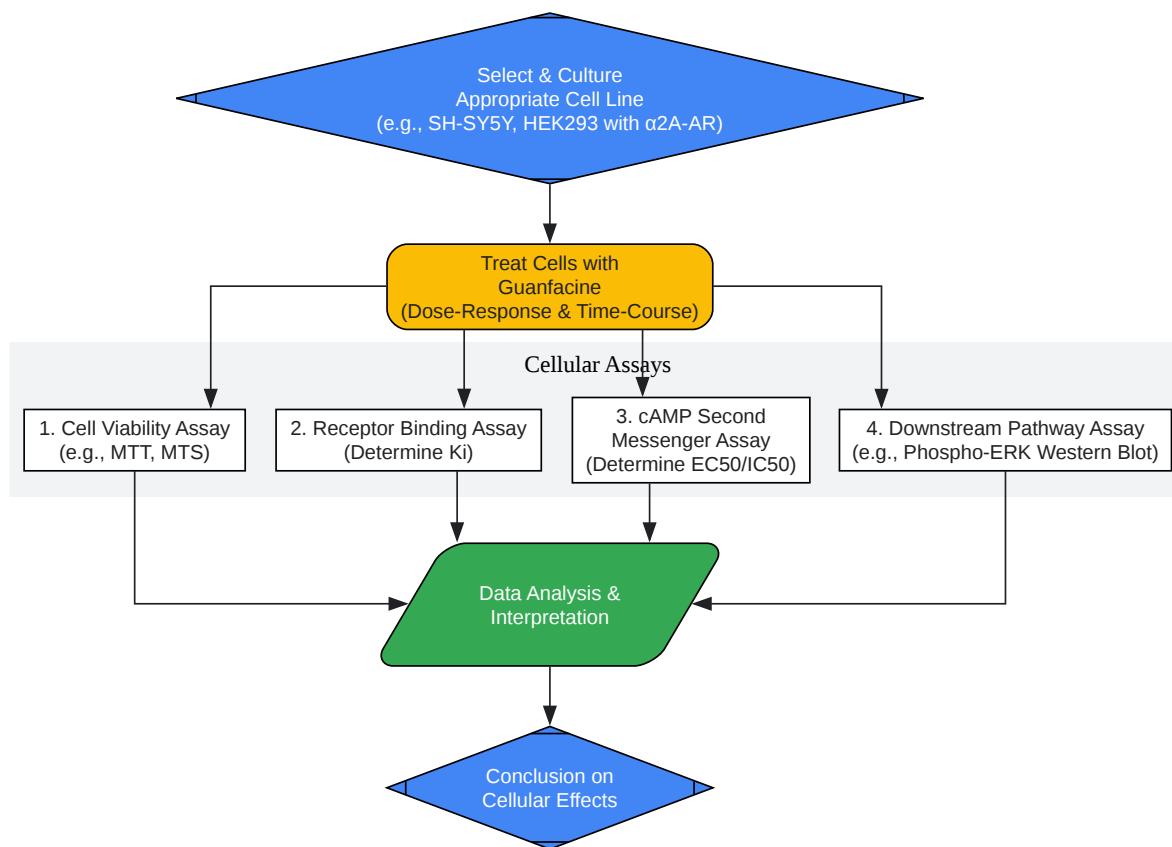 Select & Culture
Appropriate Cell Line
(e.g., SH-SY5Y, HEK293 with α2A-AR)
Treat Cells with
Guanfacine
(Dose-Response & Time-Course)
Cellular Assays
1. Cell Viability Assay
(e.g., MTT, MTS)
2. Receptor Binding Assay
(Determine Ki)
3. cAMP Second
Messenger Assay
(Determine EC50/IC50)
4. Downstream Pathway Assay
(e.g., Phospho-ERK Western Blot)
Data Analysis &
Interpretation
Conclusion on
Cellular Effects